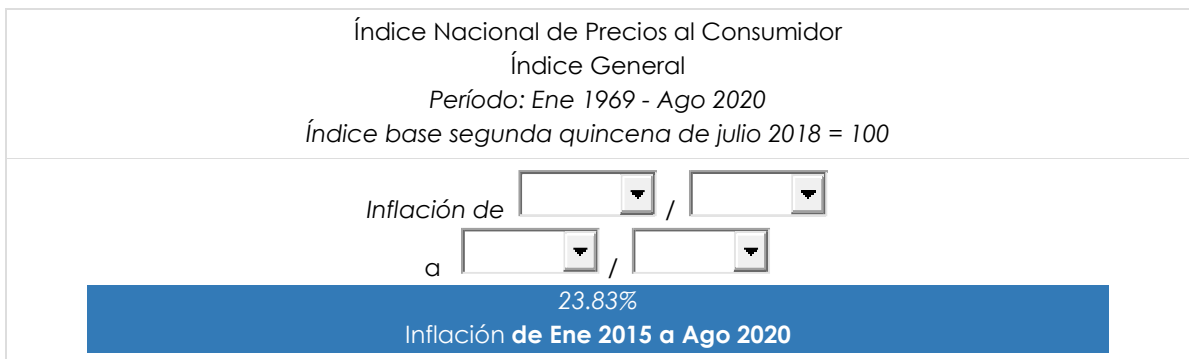 Índice Nacional de Precios al Consumidor
Índice General
Período: Ene 1969 - Ago 2020
Índice base segunda quincena de julio 2018 = 100
Inflación de /
a /
23.83%
Inflación de Ene 2015 a Ago 2020